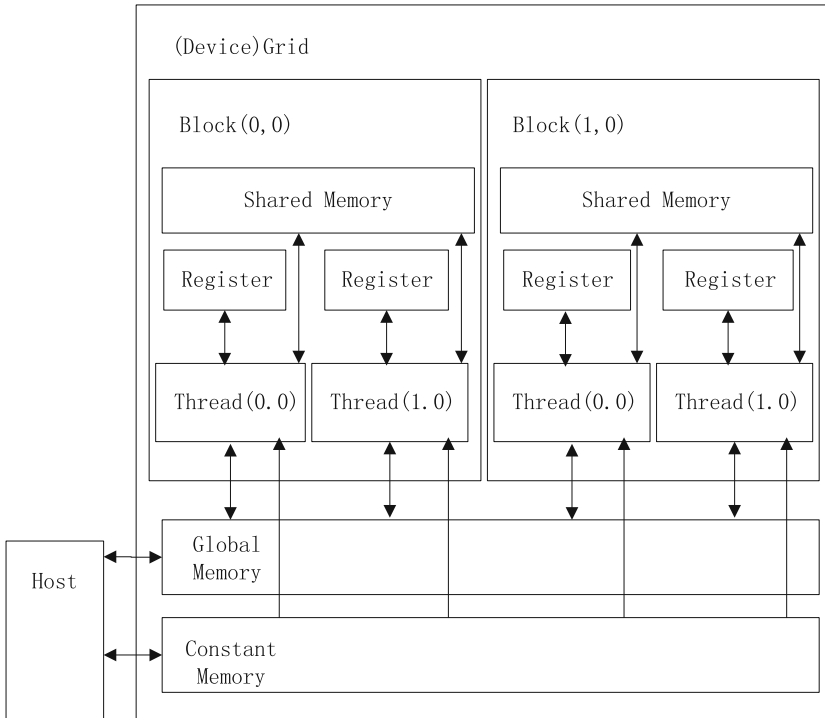 (Device)Grid
Block(0,0)
Block(1,0)
Shared Memory
Shared Memory
Register
Register
Register
Register
Thread(0.0)
Thread(1.0)
Thread(0.0)
Thread(1.0)
Global
Memory
Host
Constant
Memory